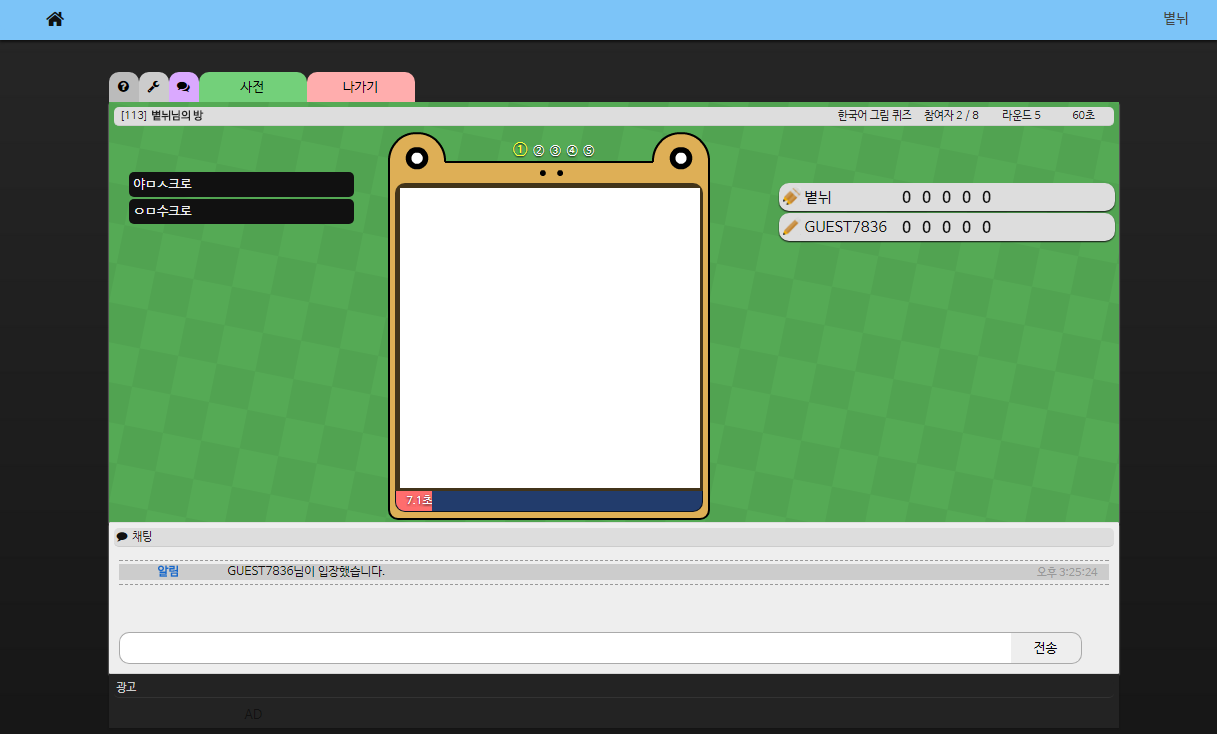 볕뉘
사전 나가기
[113] 볕뉘님의 방 한국어 그림 퀴즈 참여자 2 / 8 라운드 5 60초
① ② ③ ④ ⑤
야ㅁㅅ크로
ㅇㅁ수크로
볕뉘 0 0 0 0 0
GUEST7836 0 0 0 0 0
7.1초
채팅
알림 GUEST7836님이 입장했습니다. 오후 3:25:24
전송
광고
AD